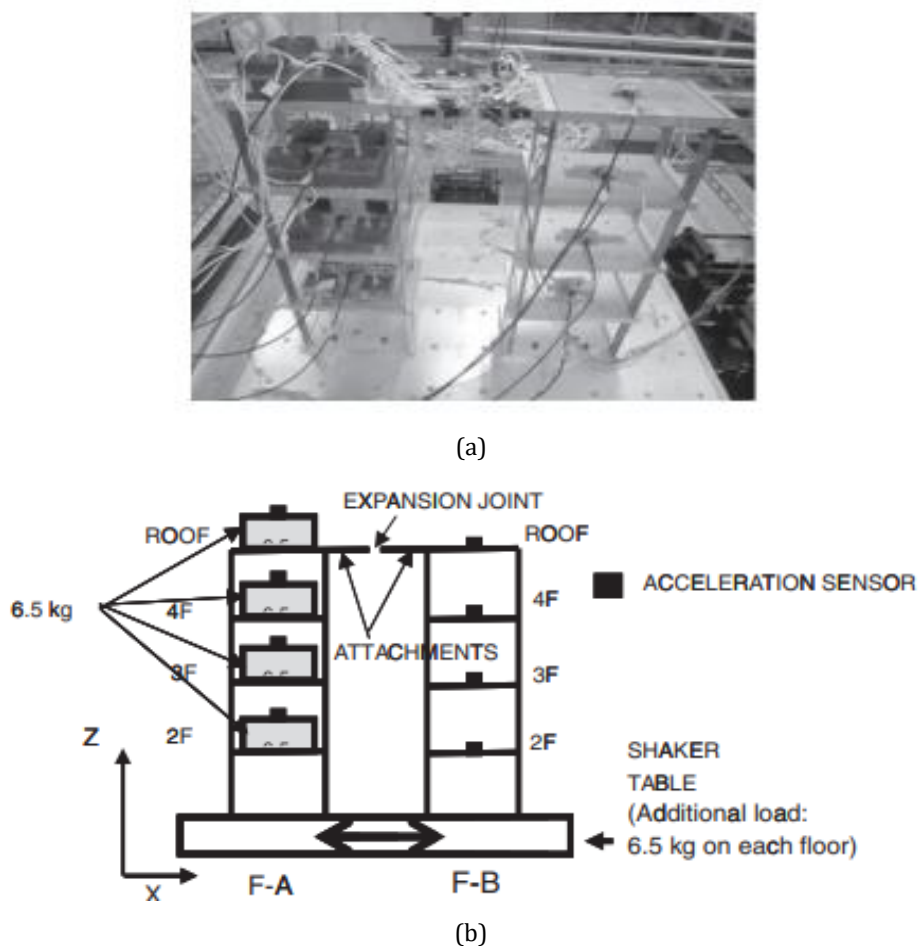 (a)
EXPANSION JOINT
ROOF
ROOF
ACCELERATION SENSOR
6.5 kg
4F
4F
ATTACHMENTS
3F
3F
2F
2F
Z
SHAKER
TABLE
(Additional load:
6.5 kg on each floor)
X
F-A
F-B
(b)